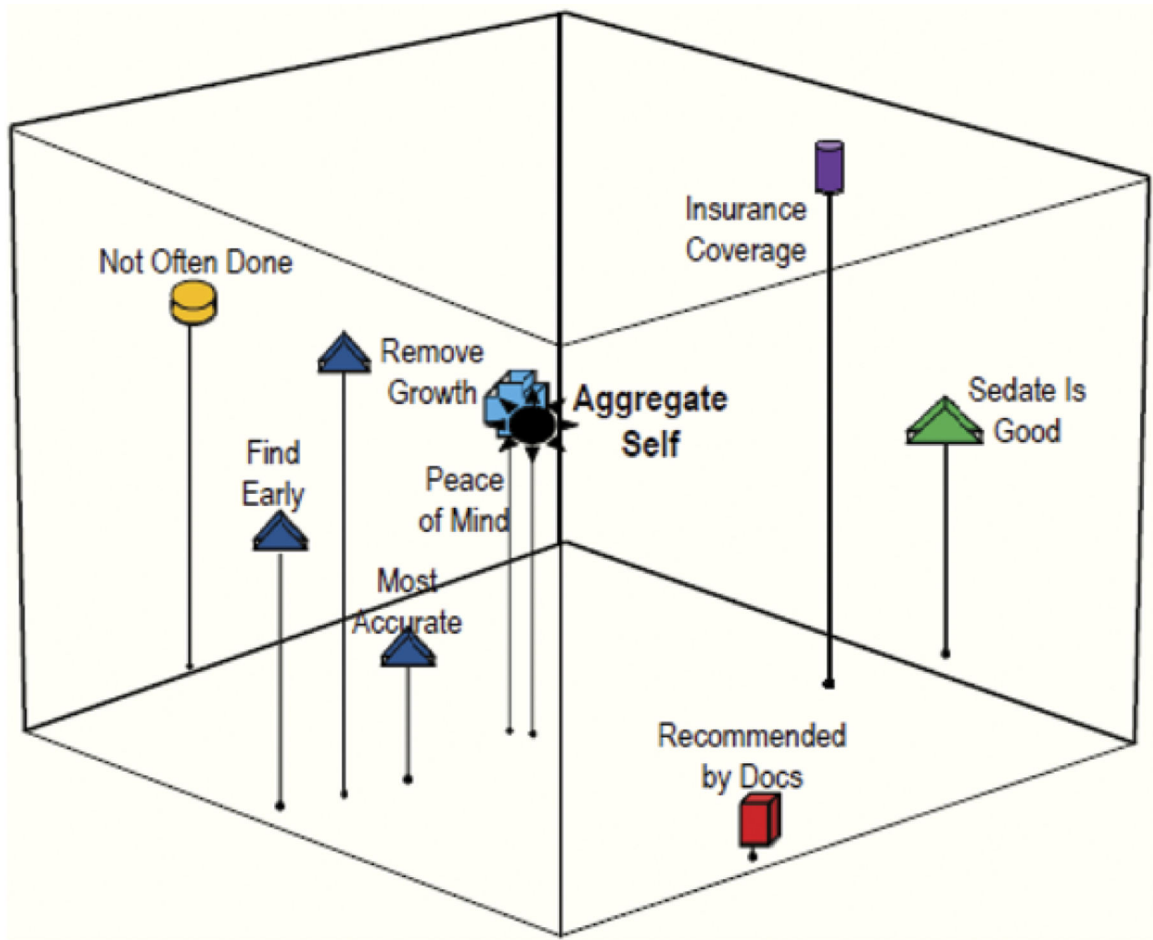 Insurance
Coverage
Not Often Done
Remove
Growth
Aggregate
Self
Sedate Is
Good
Find
Early
Peace
of Mind
Most
Accurate
Recommended
by Docs